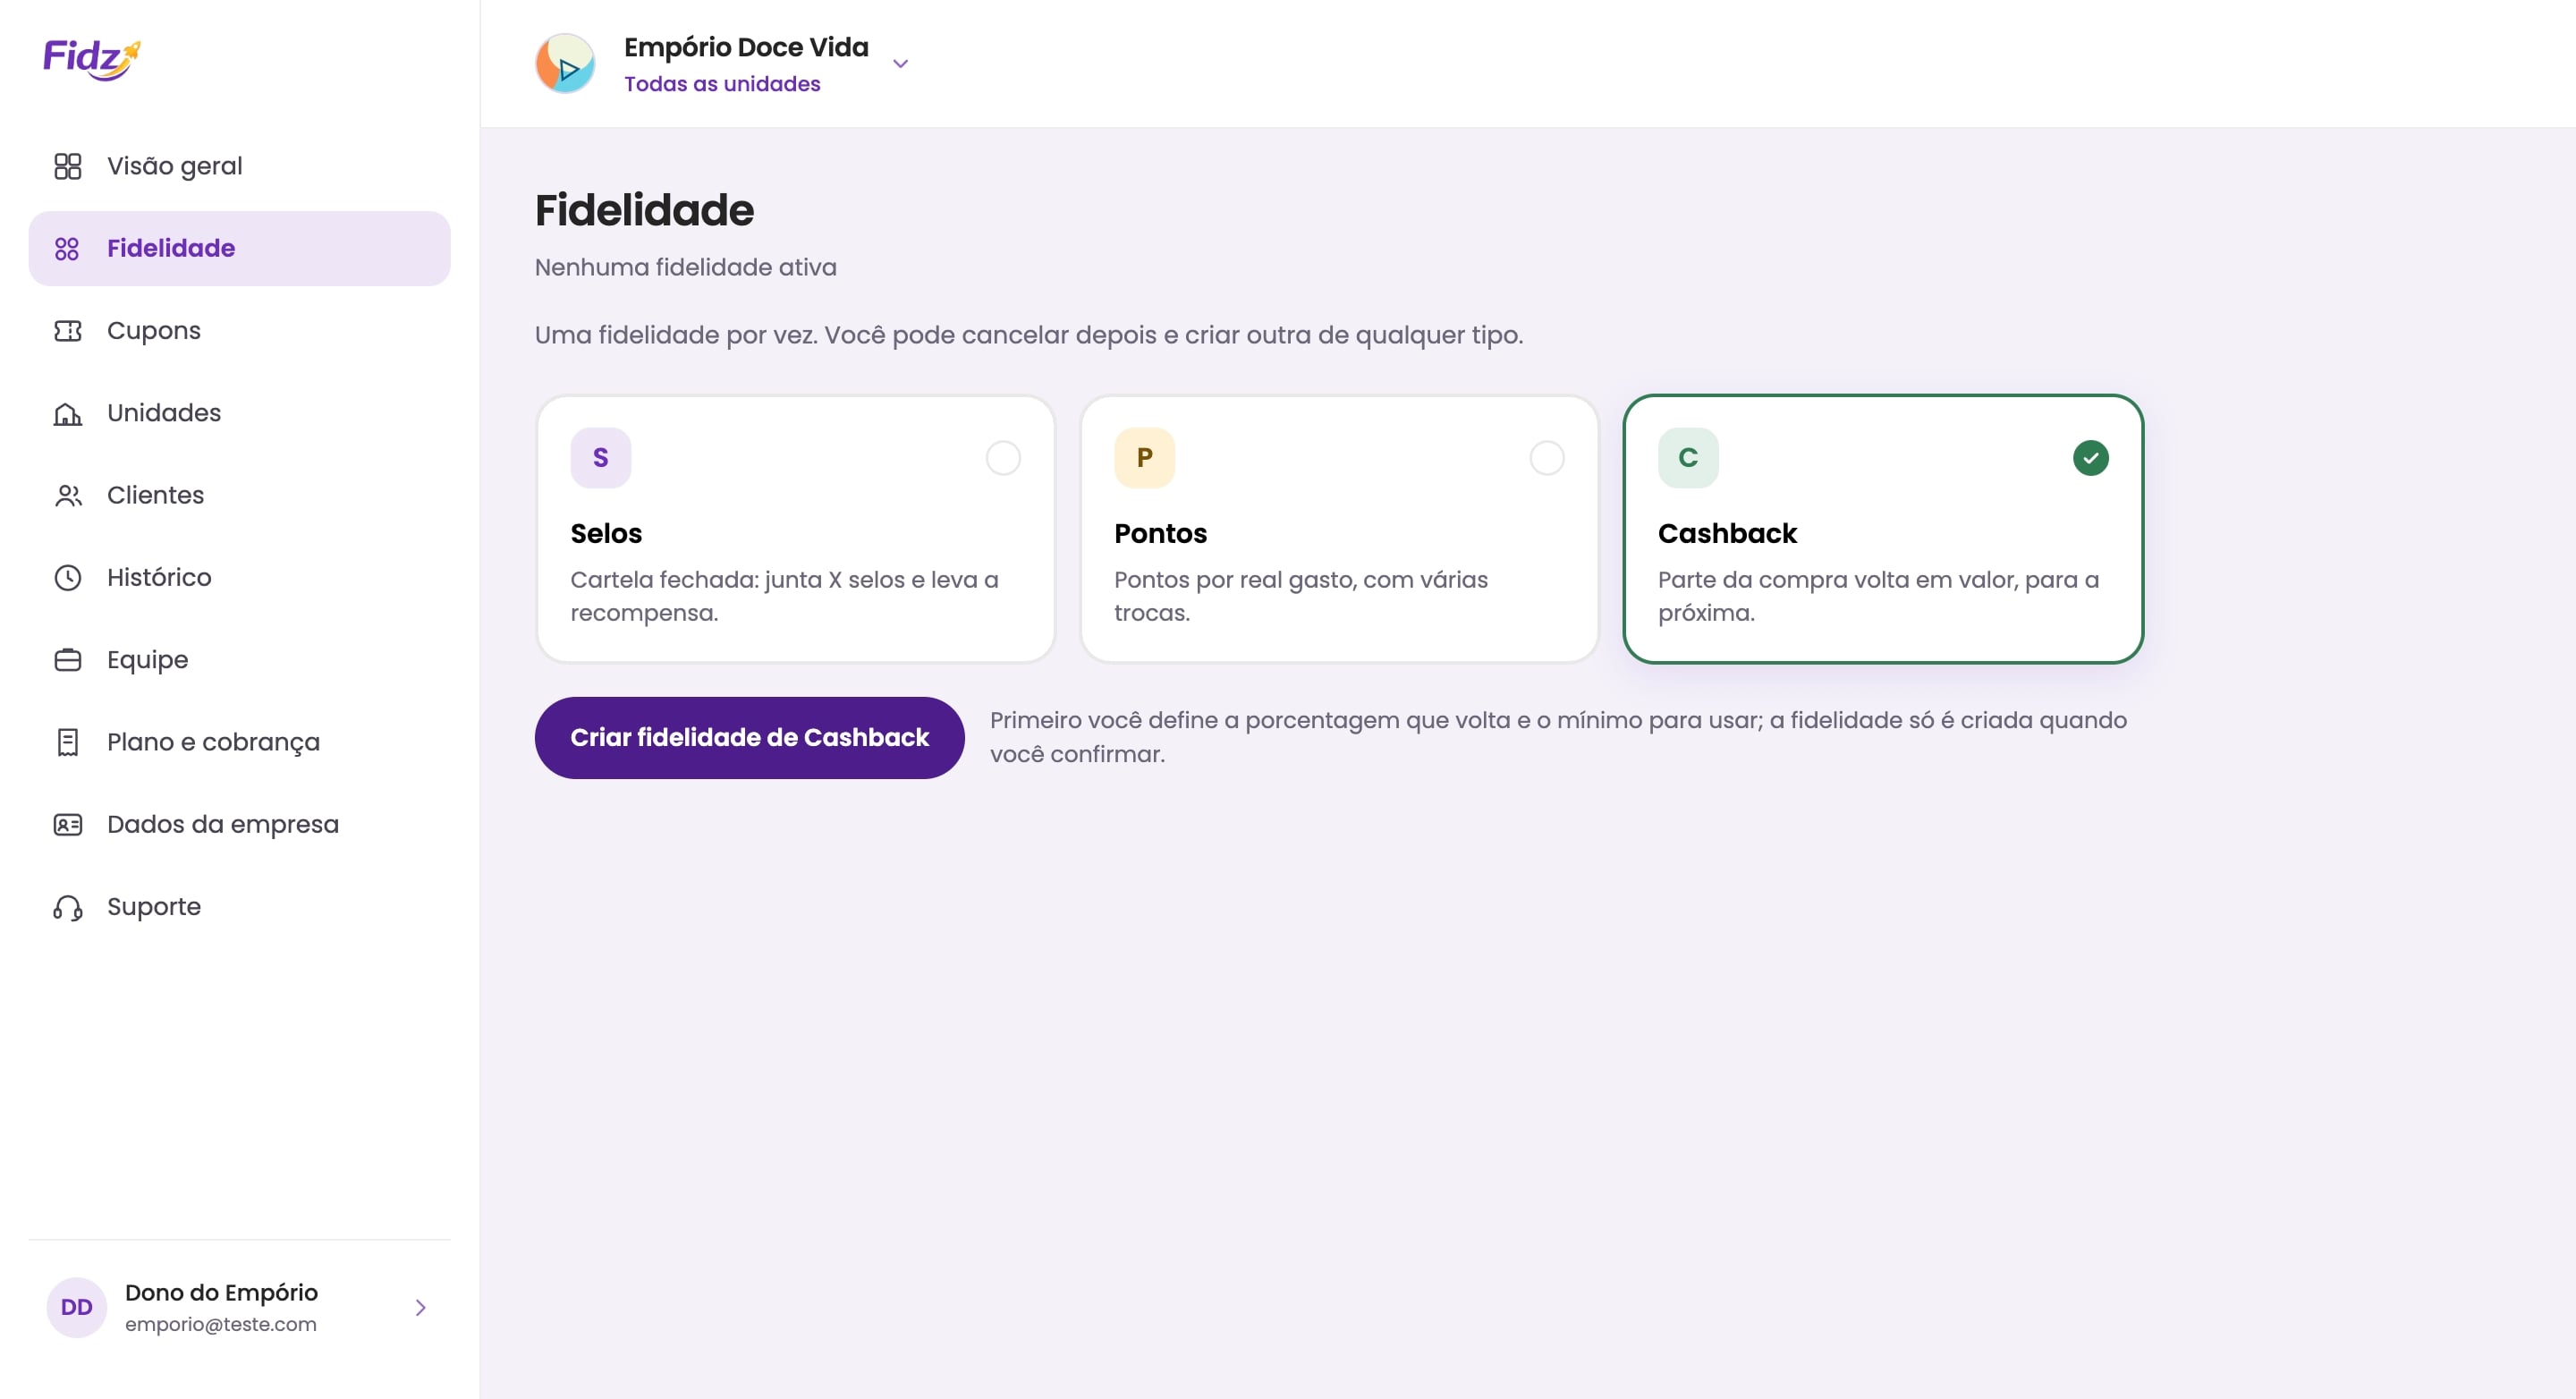 Fidz
Visão geral
Fidelidade
Cupons
Unidades
Clientes
Histórico
Equipe
Plano e cobrança
Dados da empresa
Suporte
DD
Dono do Empório
emporio@teste.com
Empório Doce Vida
Todas as unidades
Fidelidade
Nenhuma fidelidade ativa
Uma fidelidade por vez. Você pode cancelar depois e criar outra de qualquer tipo.
S
Selos
Cartela fechada: junta X selos e leva a
recompensa.
P
Pontos
Pontos por real gasto, com várias
trocas.
C
Cashback
Parte da compra volta em valor, para a
próxima.
Criar fidelidade de Cashback
Primeiro você define a porcentagem que volta e o mínimo para usar; a fidelidade só é criada quando
você confirmar.